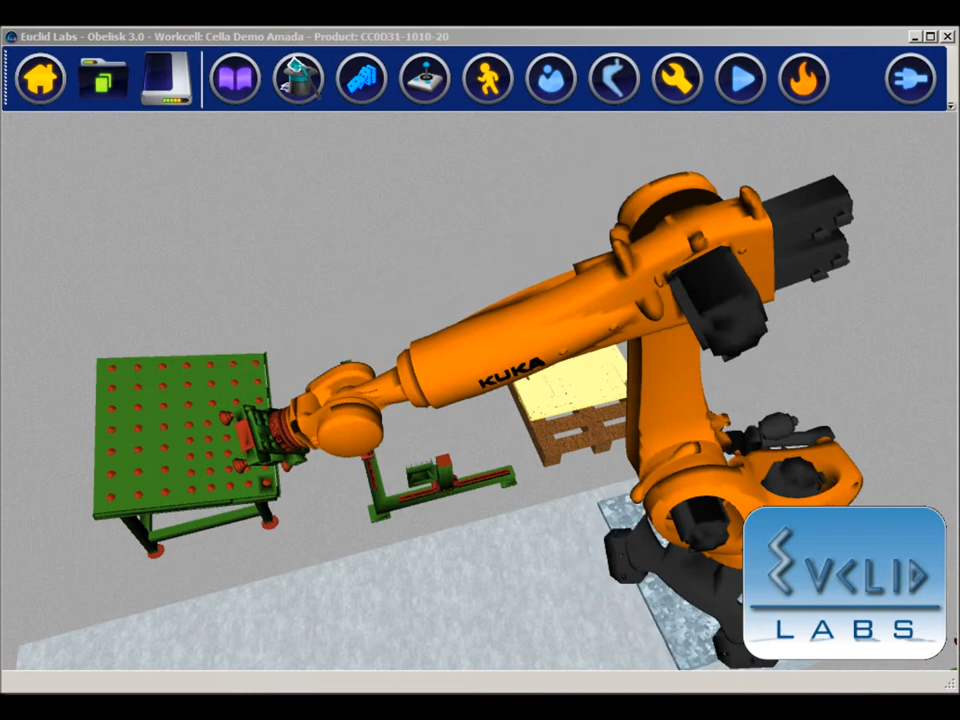 Euclid Labs - Obelisk 3.0 - Workcell: Cella Demo Amada - Product: CC0D31-1010-20
KUKA
EVCLID
LABS